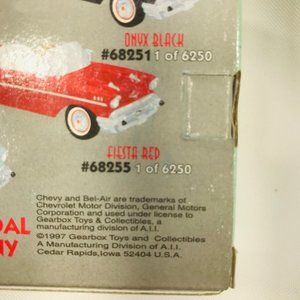 ONYX BLACK
#68251 1 of 6250
FIESTA RED
#68255 1 of 6250
Chevy and Bel-Air are trademarks of
Chevrolet Motor Division, General Motors
Corporation and used under license to
Gearbox Toys & Collectibles, a
manufacturing division of A.I.I.
©1997 Gearbox Toys and Collectibles
A Manufacturing Division of A.I.I.
Cedar Rapids,Iowa 52404 U.S.A.